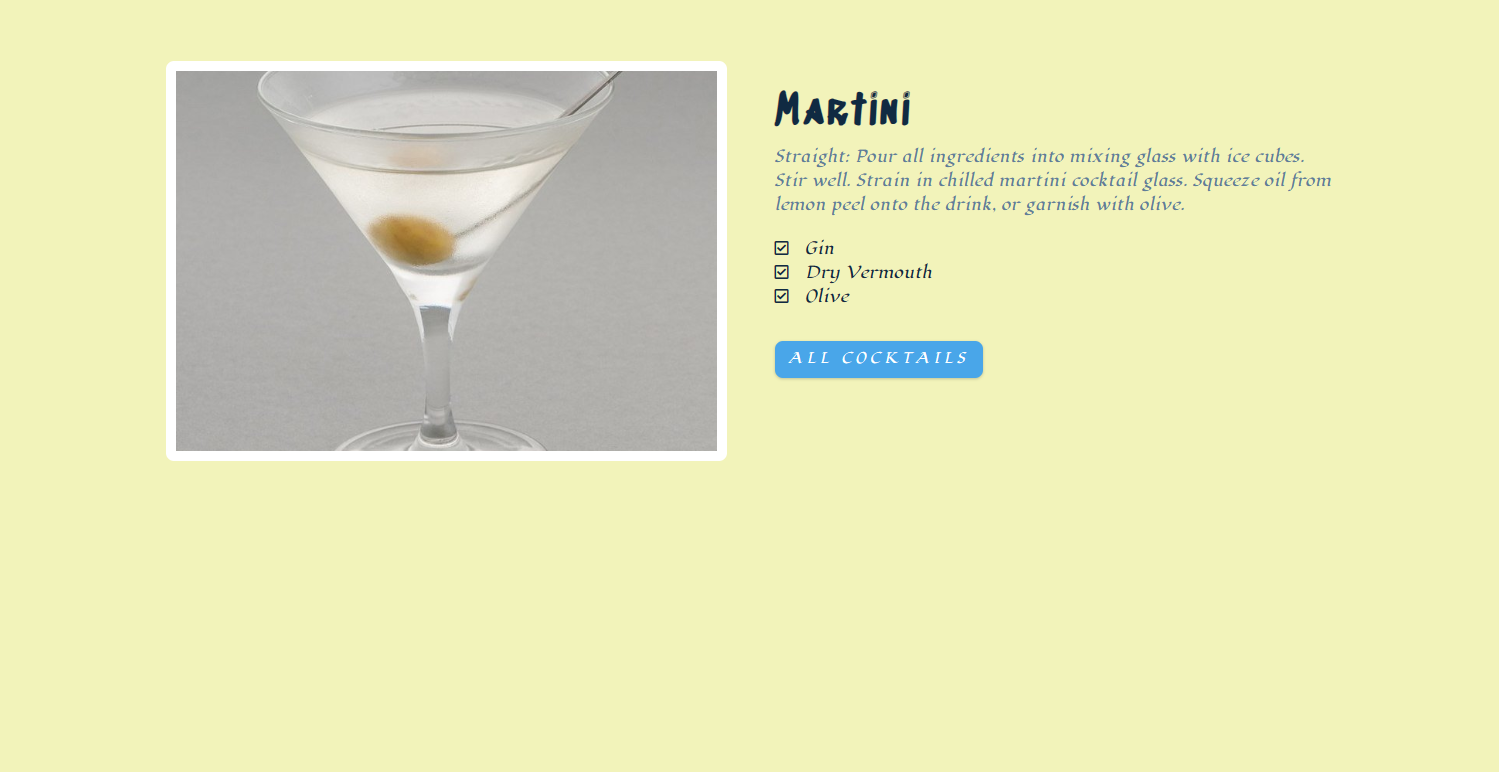 Martini
Straight: Pour all ingredients into mixing glass with ice cubes.
Stir well. Strain in chilled martini cocktail glass. Squeeze oil from
lemon peel onto the drink, or garnish with olive.
Gin
Dry Vermouth
Olive
ALL COCKTAILS